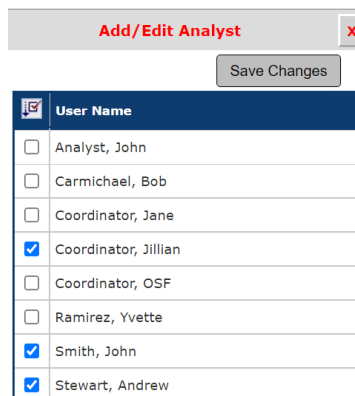 Add/Edit Analyst
X
Save Changes
User Name
Analyst, John
Carmichael, Bob
Coordinator, Jane
Coordinator, Jillian
Coordinator, OSF
Ramirez, Yvette
Smith, John
Stewart, Andrew